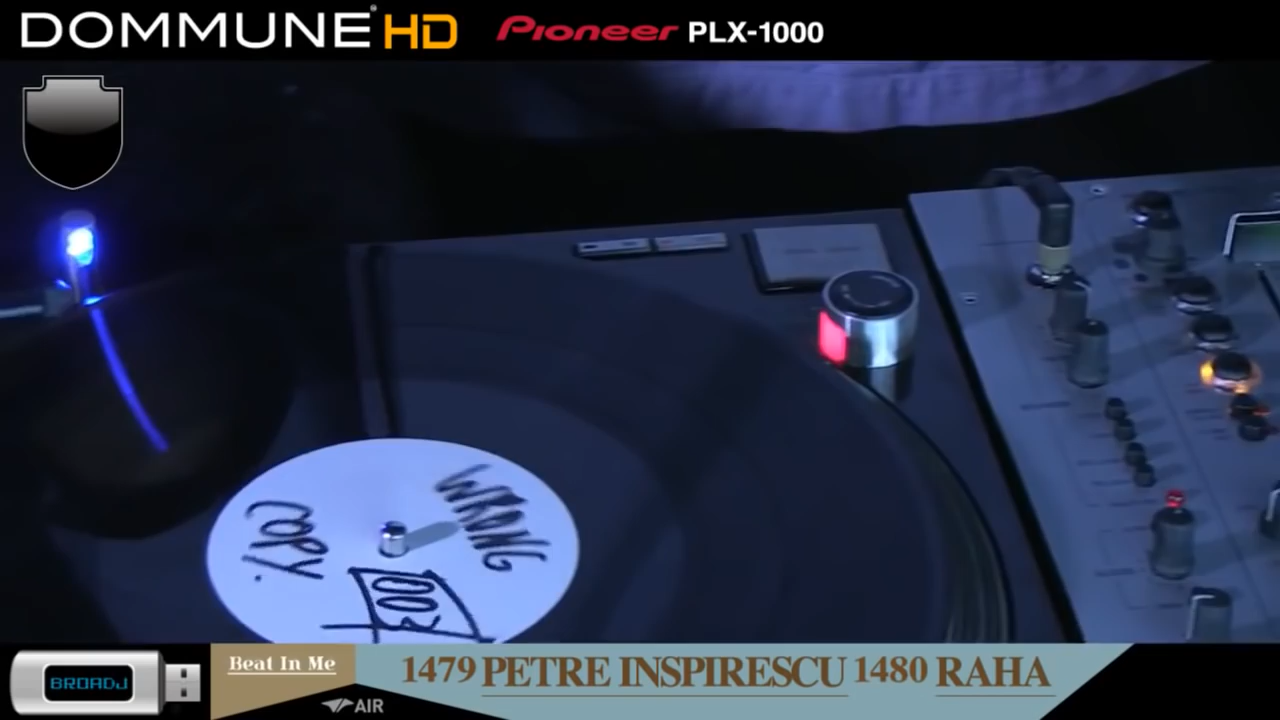 DOMMUNE HD Pioneer PLX-1000
WRONG
COPY.
003
BROADJ
Beat In Me
1479 PETRE INSPIRESCU 1480 RAHA
AIR